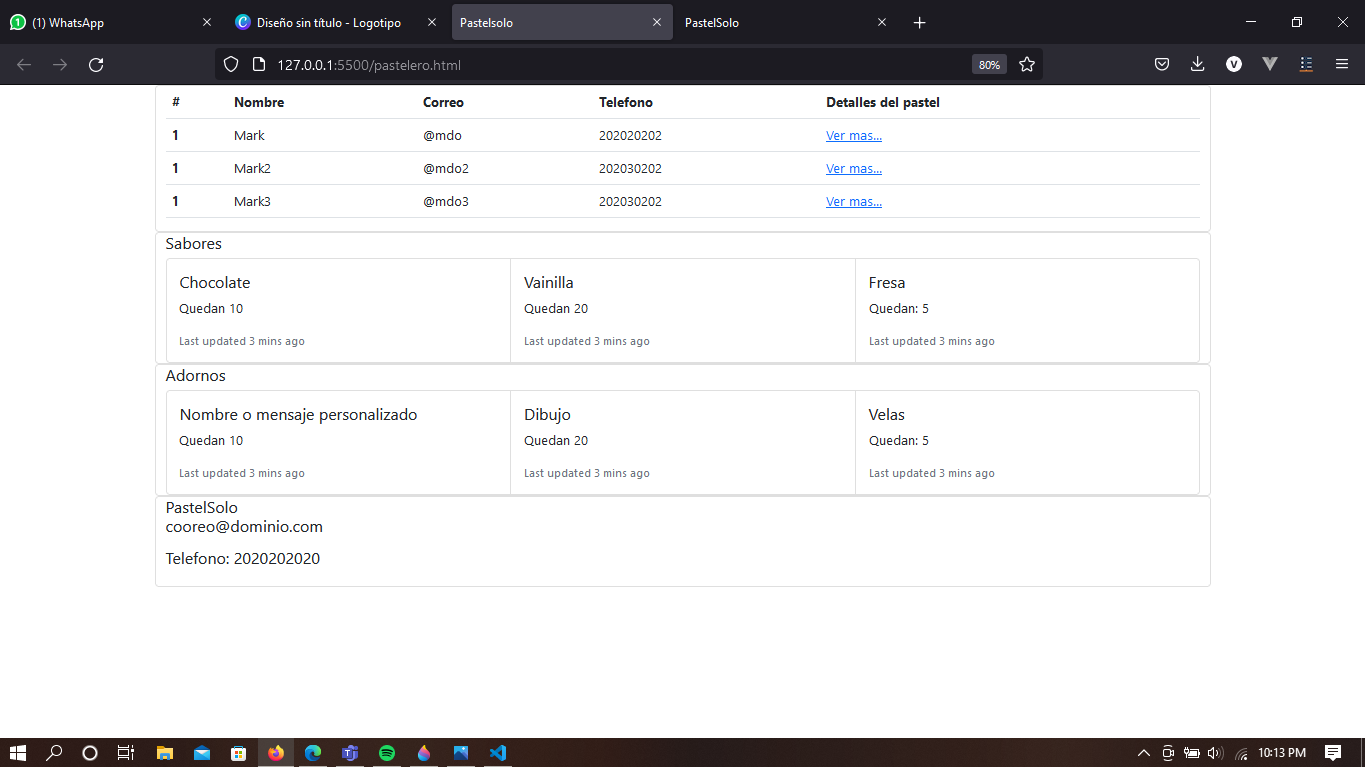 (1) WhatsApp
Diseño sin título - Logotipo
Pastelsolo
PastelSolo
127.0.0.1:5500/pastelero.html
80%
# Nombre Correo Telefono Detalles del pastel
1 Mark @mdo 202020202 Ver mas...
1 Mark2 @mdo2 202030202 Ver mas...
1 Mark3 @mdo3 202030202 Ver mas...
Sabores
Chocolate Vainilla Fresa
Quedan 10 Quedan 20 Quedan: 5
Last updated 3 mins ago Last updated 3 mins ago Last updated 3 mins ago
Adornos
Nombre o mensaje personalizado Dibujo Velas
Quedan 10 Quedan 20 Quedan: 5
Last updated 3 mins ago Last updated 3 mins ago Last updated 3 mins ago
PastelSolo
cooreo@dominio.com
Telefono: 2020202020
10:13 PM